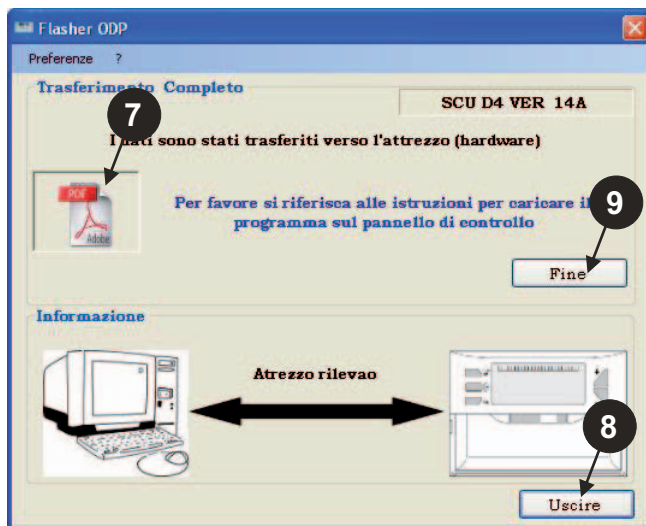 Flasher ODP
Preferenze ?
Trasferimento Completo
SCU D4 VER 14A
7
I dati sono stati trasferiti verso l'attrezzo (hardware)
PDF
Adobe
Per favore si riferisca alle istruzioni per caricare il
programma sul pannello di controllo
9
Fine
Informazione
Atrezzo rilevao
8
Uscire